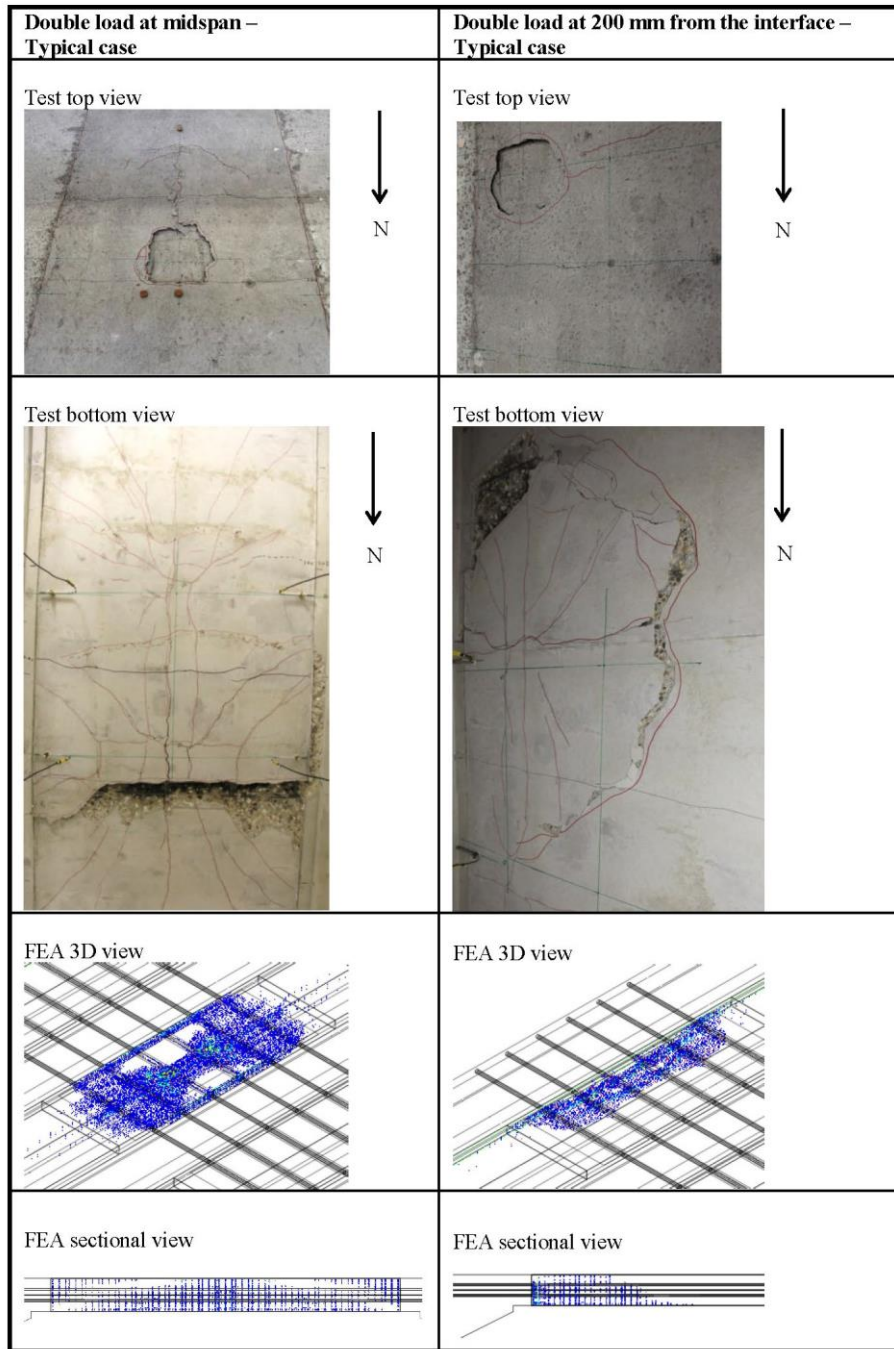 Double load at midspan –
Typical case
Double load at 200 mm from the interface –
Typical case
Test top view
N
Test top view
N
Test bottom view
N
Test bottom view
N
FEA 3D view
FEA 3D view
FEA sectional view
FEA sectional view